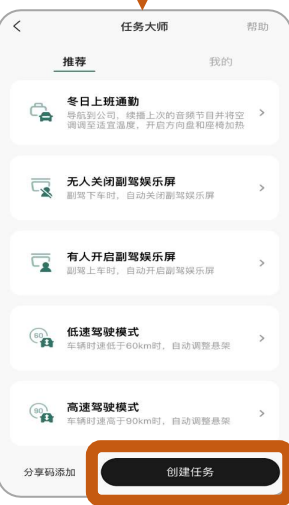 任务大师
帮助
推荐
我的
冬日上班通勤
导航到公司，续播上次的音频节目并将空
调调至适宜温度，开启方向盘和座椅加热
无人关闭副驾娱乐屏
副驾下车时，自动关闭副驾娱乐屏
有人开启副驾娱乐屏
副驾上车时，自动开启副驾娱乐屏
50
低速驾驶模式
车辆时速低于60km时，自动调整悬架
90
高速驾驶模式
车辆时速高于90km时，自动调整悬架
分享码添加
创建任务